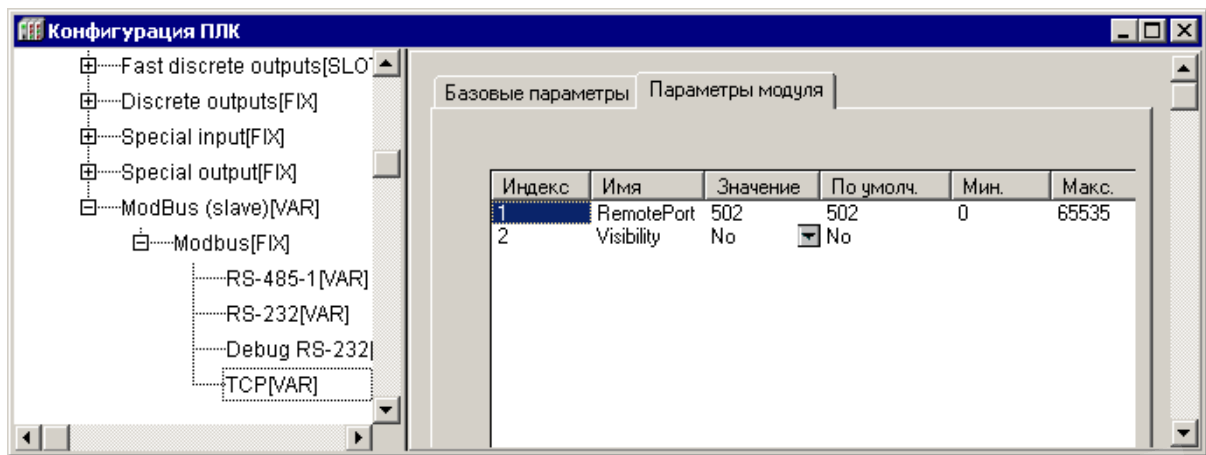 Конфигурация ПЛК
Fast discrete outputs[SLO
Discrete outputs[FIX]
Special input[FIX]
Special output[FIX]
ModBus (slave)[VAR]
Modbus[FIX]
RS-485-1[VAR]
RS-232[VAR]
Debug RS-232[
TCP[VAR]
Базовые параметры Параметры модуля
Индекс Имя Значение По умолч. Мин. Макс.
1 RemotePort 502 502 0 65535
2 Visibility No No